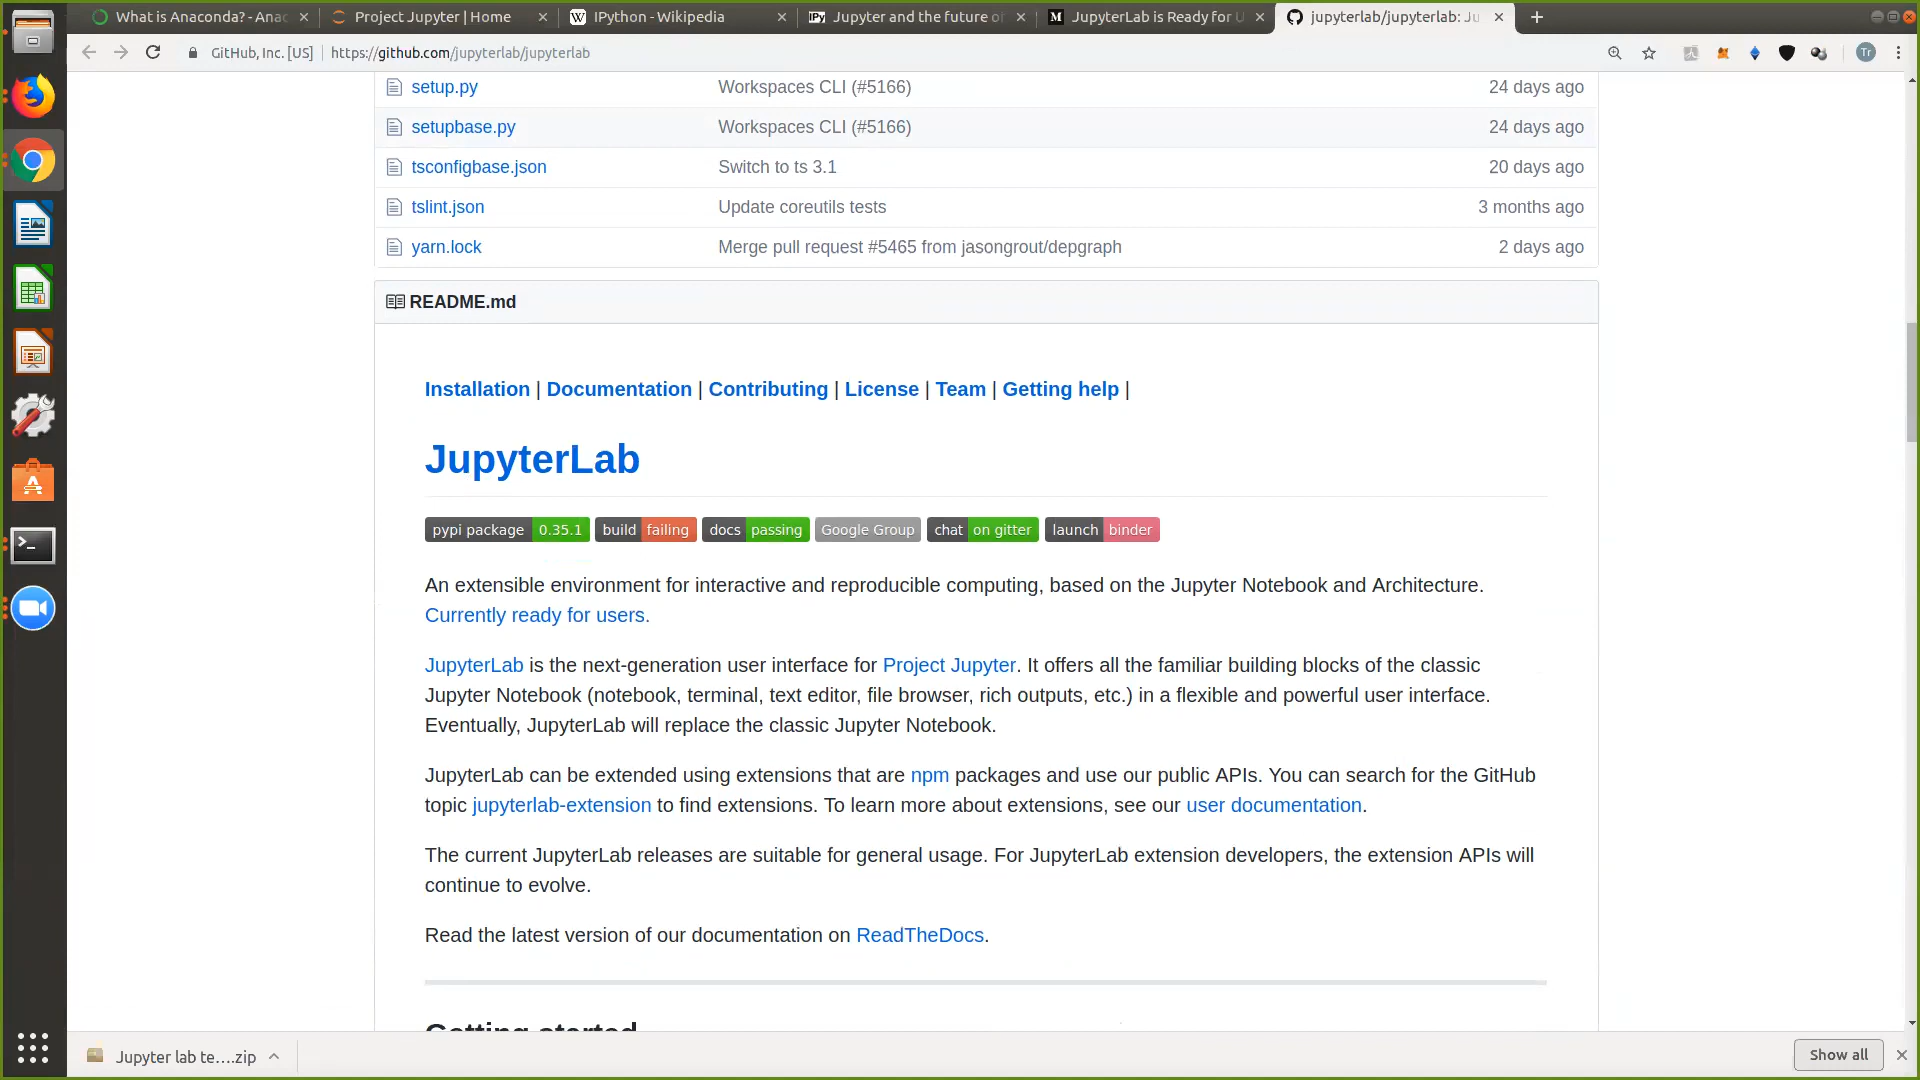 What is Anaconda? - Anac
Project Jupyter | Home
IPython - Wikipedia
Jupyter and the future of
JupyterLab is Ready for U
jupyterlab/jupyterlab: Ju
GitHub, Inc. [US]
https://github.com/jupyterlab/jupyterlab
Tr
setup.py Workspaces CLI (#5166) 24 days ago
setupbase.py Workspaces CLI (#5166) 24 days ago
tsconfigbase.json Switch to ts 3.1 20 days ago
tslint.json Update coreutils tests 3 months ago
yarn.lock Merge pull request #5465 from jasongrout/depgraph 2 days ago
README.md
Installation | Documentation | Contributing | License | Team | Getting help |
JupyterLab
pypi package 0.35.1 build failing docs passing Google Group chat on gitter launch binder
An extensible environment for interactive and reproducible computing, based on the Jupyter Notebook and Architecture.
Currently ready for users.
JupyterLab is the next-generation user interface for Project Jupyter. It offers all the familiar building blocks of the classic
Jupyter Notebook (notebook, terminal, text editor, file browser, rich outputs, etc.) in a flexible and powerful user interface.
Eventually, JupyterLab will replace the classic Jupyter Notebook.
JupyterLab can be extended using extensions that are npm packages and use our public APIs. You can search for the GitHub
topic jupyterlab-extension to find extensions. To learn more about extensions, see our user documentation.
The current JupyterLab releases are suitable for general usage. For JupyterLab extension developers, the extension APIs will
continue to evolve.
Read the latest version of our documentation on ReadTheDocs.
Getting started
Jupyter lab te....zip
Show all